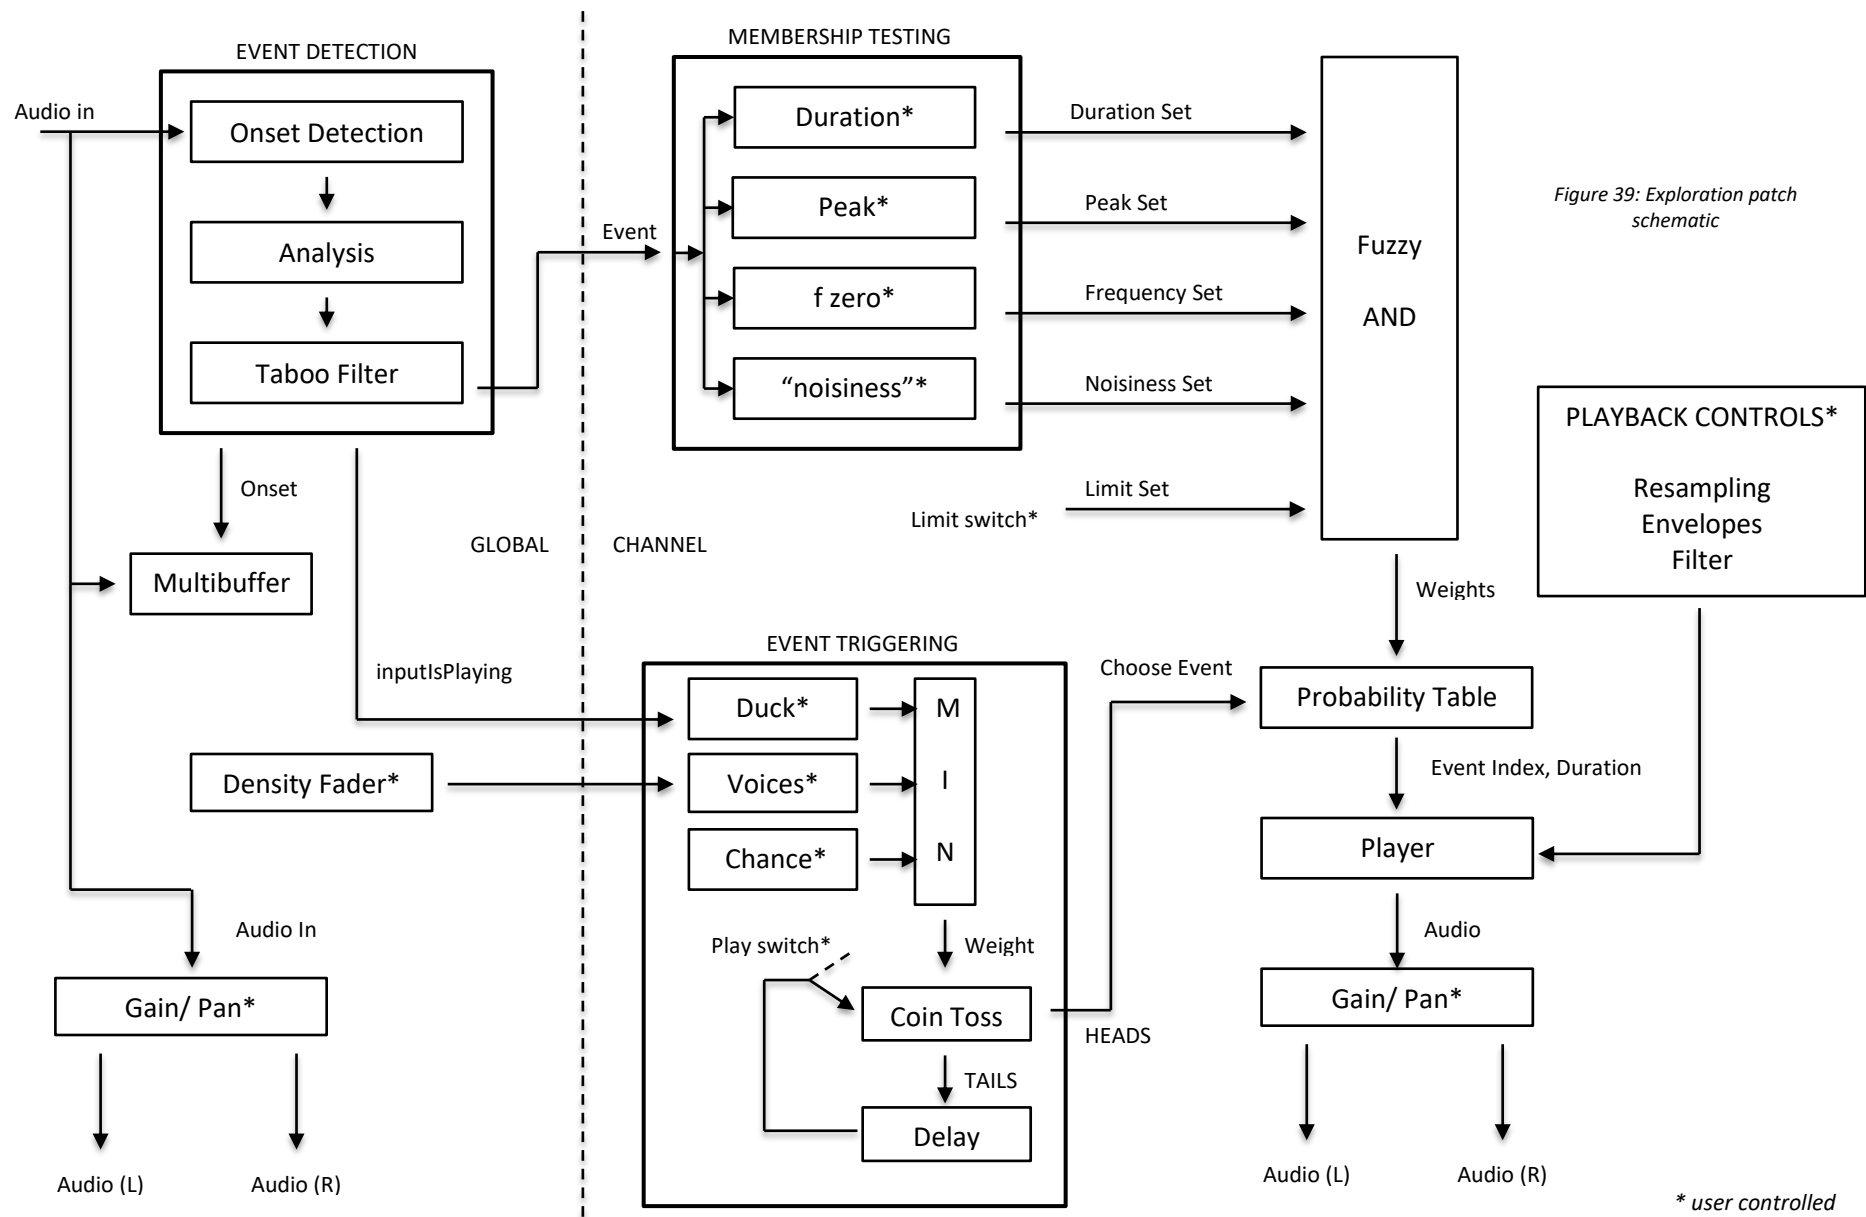 EVENT DETECTION
Audio in
Onset Detection
Analysis
Taboo Filter
Onset
Multibuffer
inputIsPlaying
Density Fader*
Audio In
Gain/ Pan*
Audio (L)
Audio (R)
GLOBAL
CHANNEL
Event
MEMBERSHIP TESTING
Duration*
Peak*
f zero*
“noisiness”*
Duration Set
Peak Set
Frequency Set
Noisiness Set
Limit Set
Limit switch*
Fuzzy
AND
Figure 39: Exploration patch
schematic
PLAYBACK CONTROLS*
Resampling
Envelopes
Filter
EVENT TRIGGERING
Duck*
Voices*
Chance*
M
I
N
Play switch*
Weight
Coin Toss
TAILS
Delay
HEADS
Choose Event
Weights
Probability Table
Event Index, Duration
Player
Audio
Gain/ Pan*
Audio (L)
Audio (R)
* user controlled